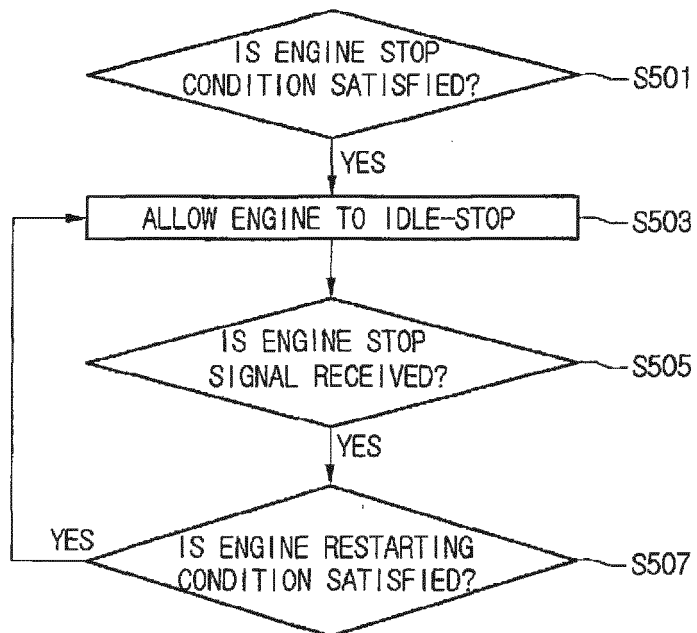 IS ENGINE STOP
CONDITION SATISFIED?
S501
YES
ALLOW ENGINE TO IDLE-STOP
S503
IS ENGINE STOP
SIGNAL RECEIVED?
S505
YES
YES
IS ENGINE RESTARTING
CONDITION SATISFIED?
S507